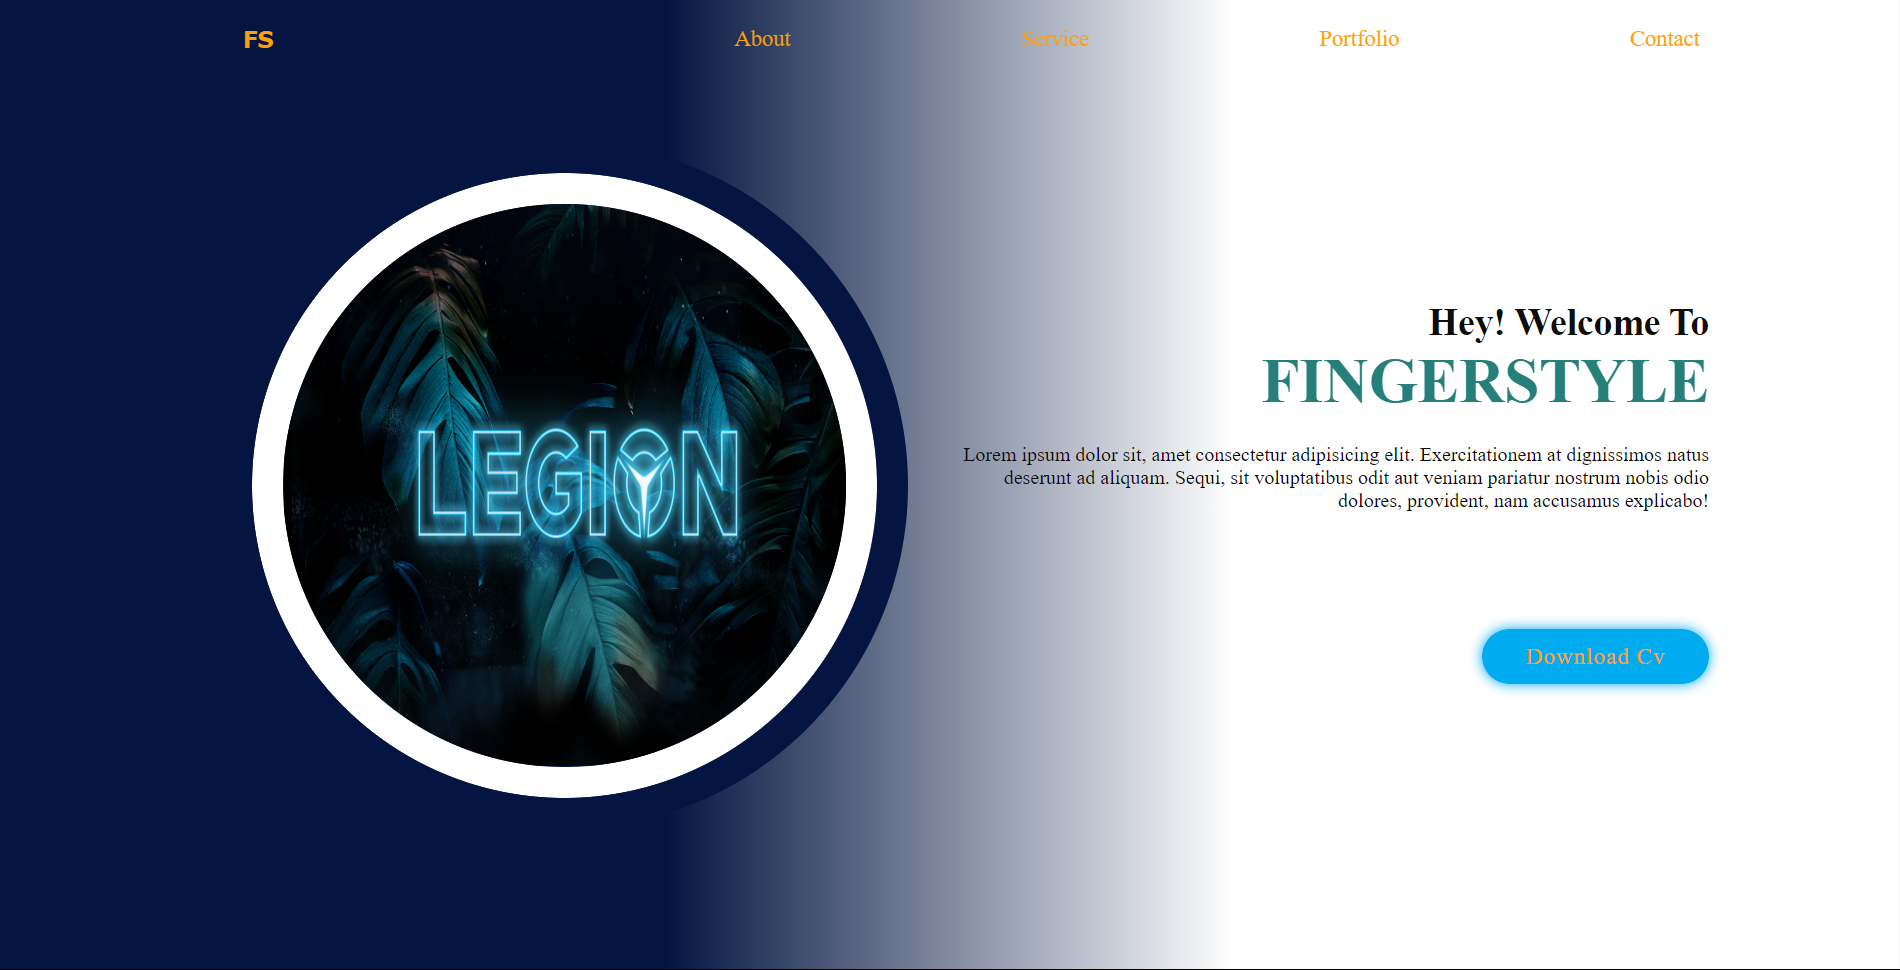 FS
About
Service
Portfolio
Contact
LEGION
Hey! Welcome To
FINGERSTYLE
Lorem ipsum dolor sit, amet consectetur adipisicing elit. Exercitationem at dignissimos natus
deserunt ad aliquam. Sequi, sit voluptatibus odit aut veniam pariatur nostrum nobis odio
dolores, provident, nam accusamus explicabo!
Download Cv